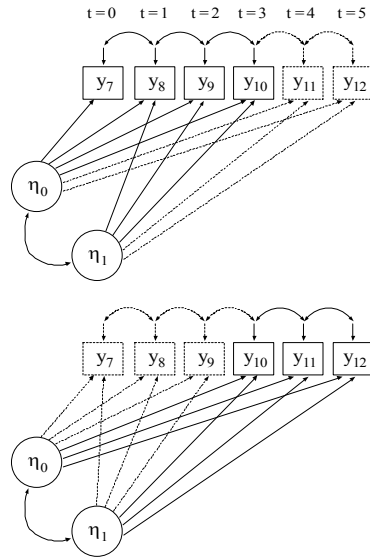 t = 0 t = 1 t = 2 t = 3 t = 4 t = 5
y₇ y₈ y₉ y₁₀ y₁₁ y₁₂
η₀
η₁
y₇ y₈ y₉ y₁₀ y₁₁ y₁₂
η₀
η₁